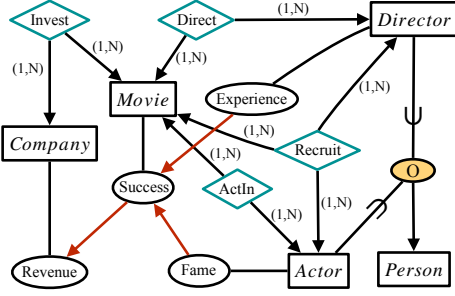 Invest
Direct
(1,N)
Director
(1,N)
(1,N)
(1,N)
(1,N)
Movie
Experience
(1,N)
Company
Recruit
(1,N)
Success
ActIn
O
(1,N)
(1,N)
Revenue
Fame
Actor
Person